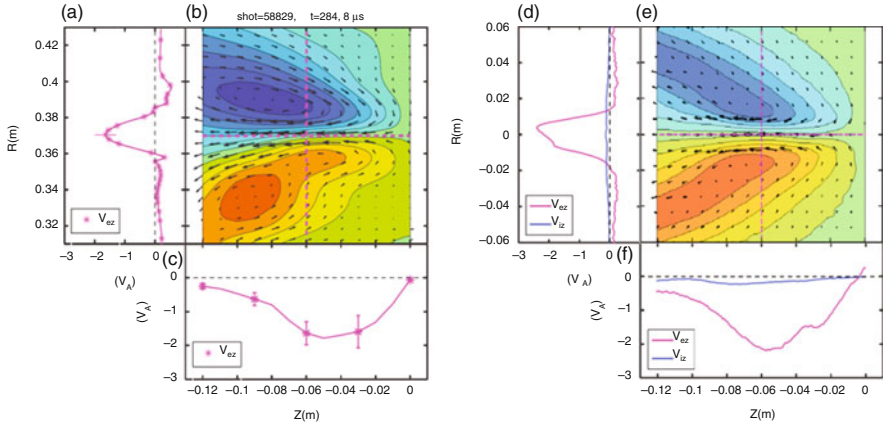 (a)
(b)
shot=58829, t=284, 8 μs
0.42
0.4
0.38
0.36
0.34
0.32
R(m)
V_ez
−3 −2 −1 0 1
(V_A)
(c)
0
−1
−2
−3
(V_A)
V_ez
−0.12 −0.1 −0.08 −0.06 −0.04 −0.02 0
Z(m)
(d)
(e)
0.06
0.04
0.02
0
−0.02
−0.04
−0.06
R(m)
V_ez
V_iz
−3 −2 −1 0 1
(V_A)
(f)
0
−1
−2
−3
(V_A)
V_ez
V_iz
−0.12 −0.1 −0.08 −0.06 −0.04 −0.02 0
Z(m)